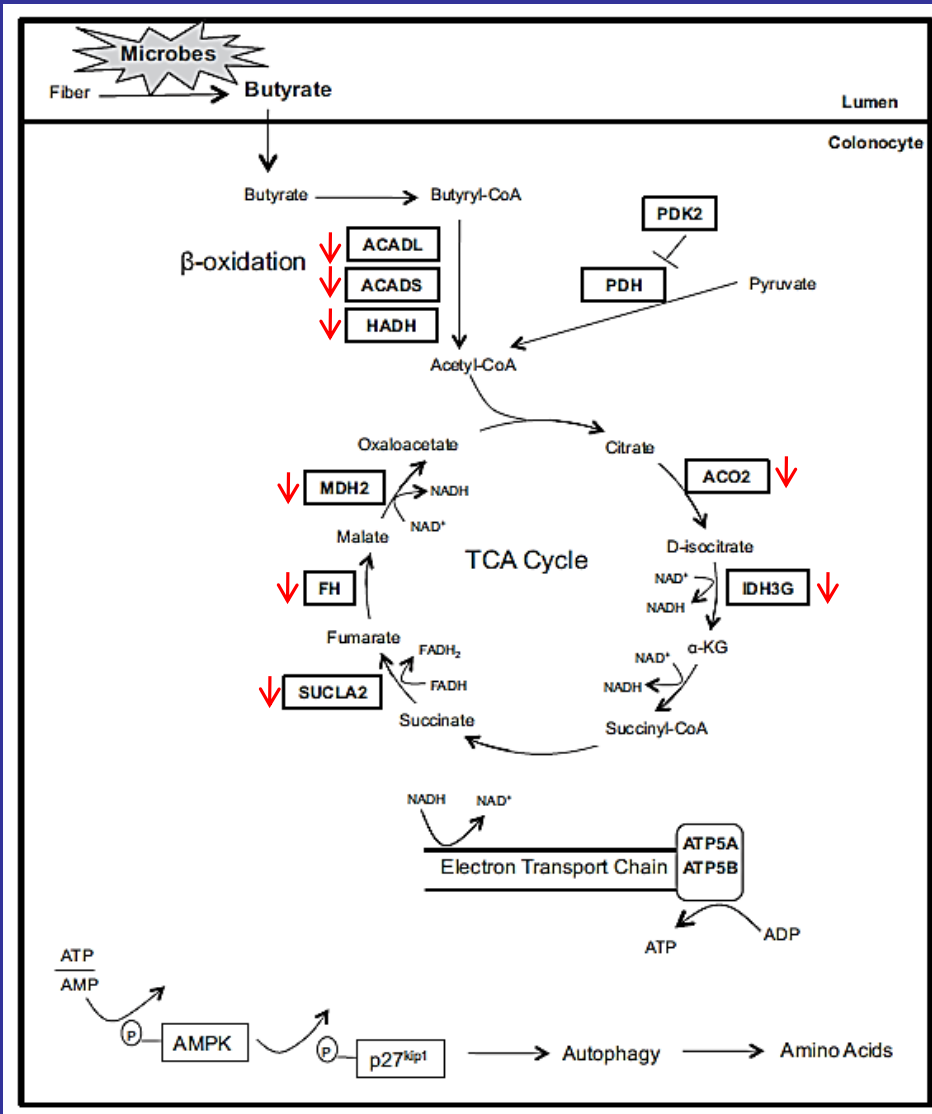 Microbes
Fiber
Butyrate
Lumen
Colonocyte
Butyrate
Butyryl-CoA
PDK2
β-oxidation
ACADL
ACADS
HADH
PDH
Pyruvate
Acetyl-CoA
Oxaloacetate
Citrate
MDH2
NADH
NAD⁺
ACO2
Malate
TCA Cycle
D-isocitrate
FH
NAD⁺
NADH
IDH3G
Fumarate
α-KG
FADH₂
FADH
NAD⁺
NADH
SUCLA2
Succinate
Succinyl-CoA
NADH
NAD⁺
Electron Transport Chain
ATP5A
ATP5B
ATP
ADP
ATP
AMP
P
AMPK
P
p27ᵏⁱᵖ¹
Autophagy
Amino Acids